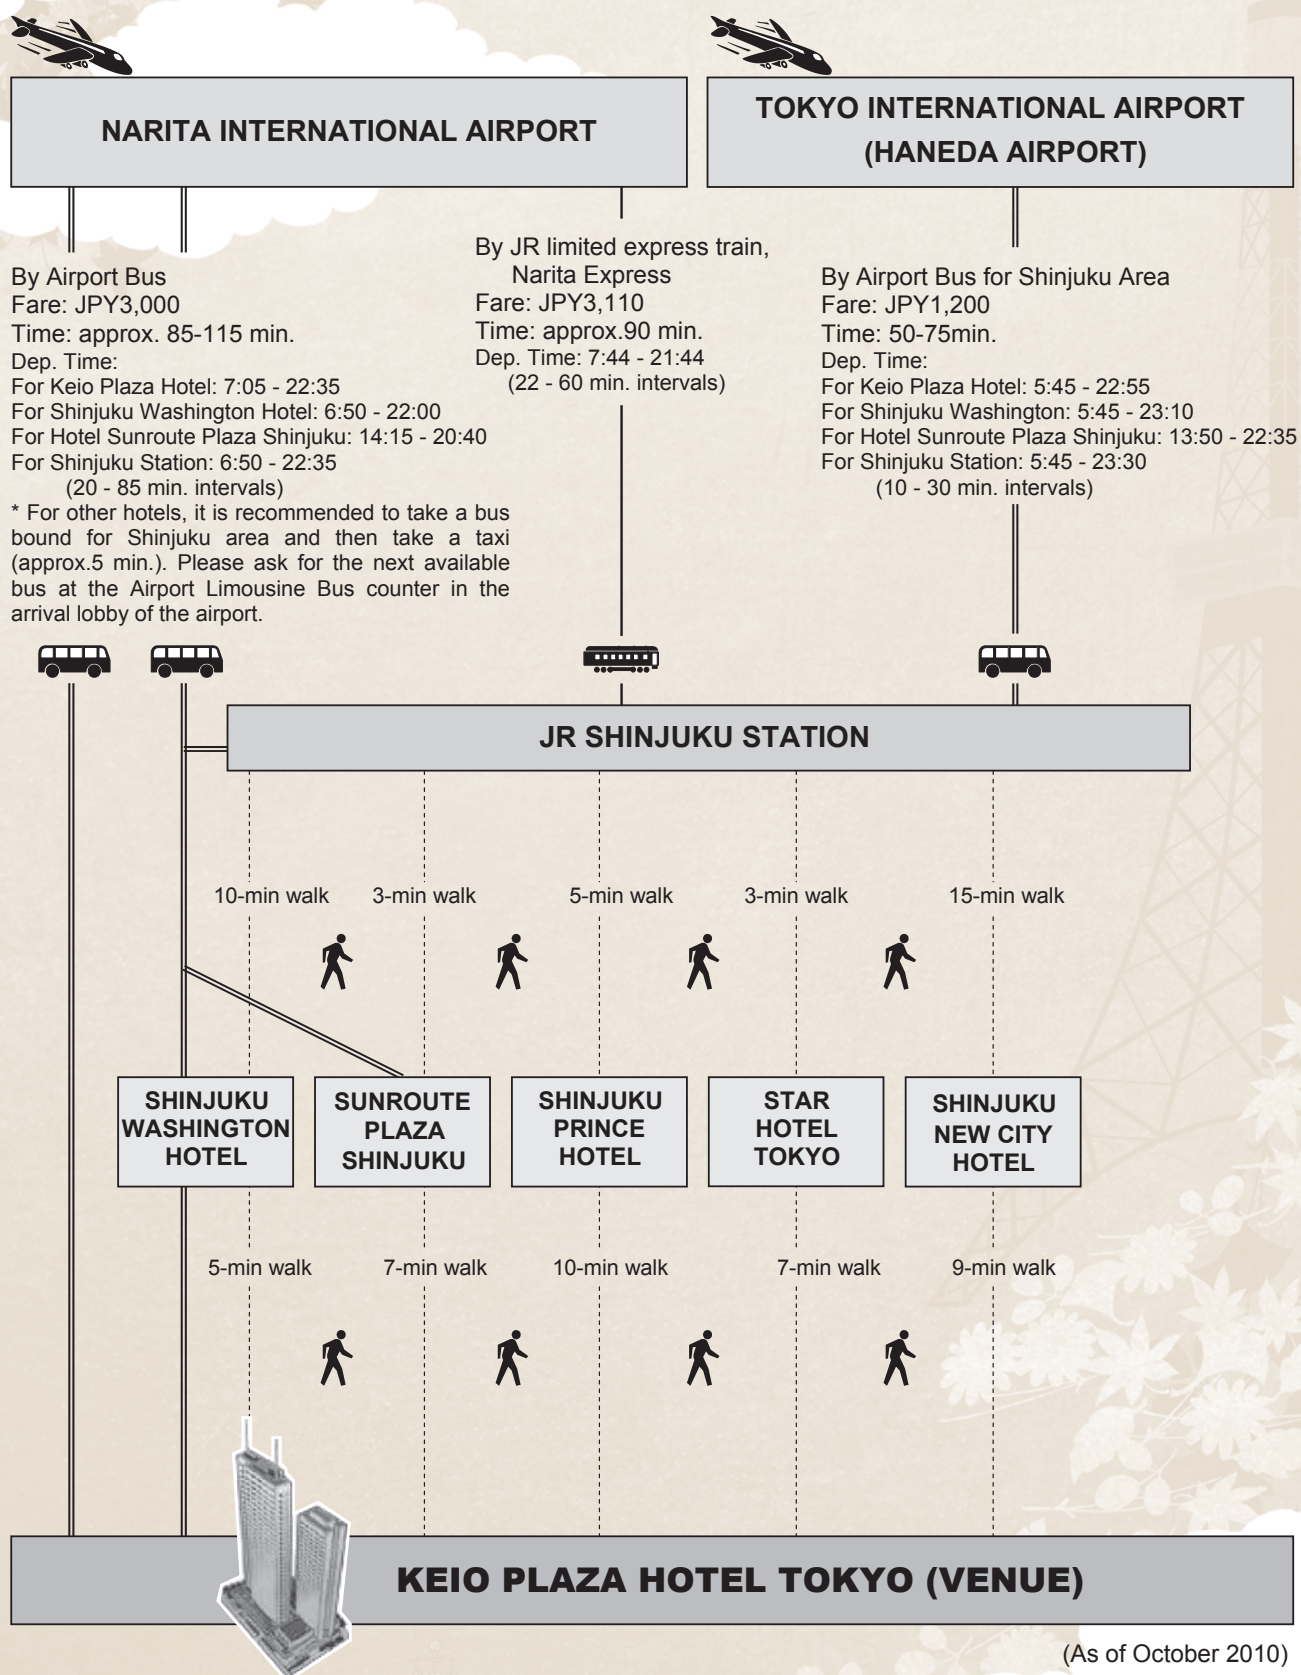 NARITA INTERNATIONAL AIRPORT
TOKYO INTERNATIONAL AIRPORT
(HANEDA AIRPORT)
By Airport Bus
Fare: JPY3,000
Time: approx. 85-115 min.
Dep. Time:
For Keio Plaza Hotel: 7:05 - 22:35
For Shinjuku Washington Hotel: 6:50 - 22:00
For Hotel Sunroute Plaza Shinjuku: 14:15 - 20:40
For Shinjuku Station: 6:50 - 22:35
(20 - 85 min. intervals)
* For other hotels, it is recommended to take a bus
bound for Shinjuku area and then take a taxi
(approx.5 min.). Please ask for the next available
bus at the Airport Limousine Bus counter in the
arrival lobby of the airport.
By JR limited express train,
Narita Express
Fare: JPY3,110
Time: approx.90 min.
Dep. Time: 7:44 - 21:44
(22 - 60 min. intervals)
By Airport Bus for Shinjuku Area
Fare: JPY1,200
Time: 50-75min.
Dep. Time:
For Keio Plaza Hotel: 5:45 - 22:55
For Shinjuku Washington: 5:45 - 23:10
For Hotel Sunroute Plaza Shinjuku: 13:50 - 22:35
For Shinjuku Station: 5:45 - 23:30
(10 - 30 min. intervals)
JR SHINJUKU STATION
10-min walk
3-min walk
5-min walk
3-min walk
15-min walk
SHINJUKU
WASHINGTON
HOTEL
SUNROUTE
PLAZA
SHINJUKU
SHINJUKU
PRINCE
HOTEL
STAR
HOTEL
TOKYO
SHINJUKU
NEW CITY
HOTEL
5-min walk
7-min walk
10-min walk
7-min walk
9-min walk
KEIO PLAZA HOTEL TOKYO (VENUE)
(As of October 2010)